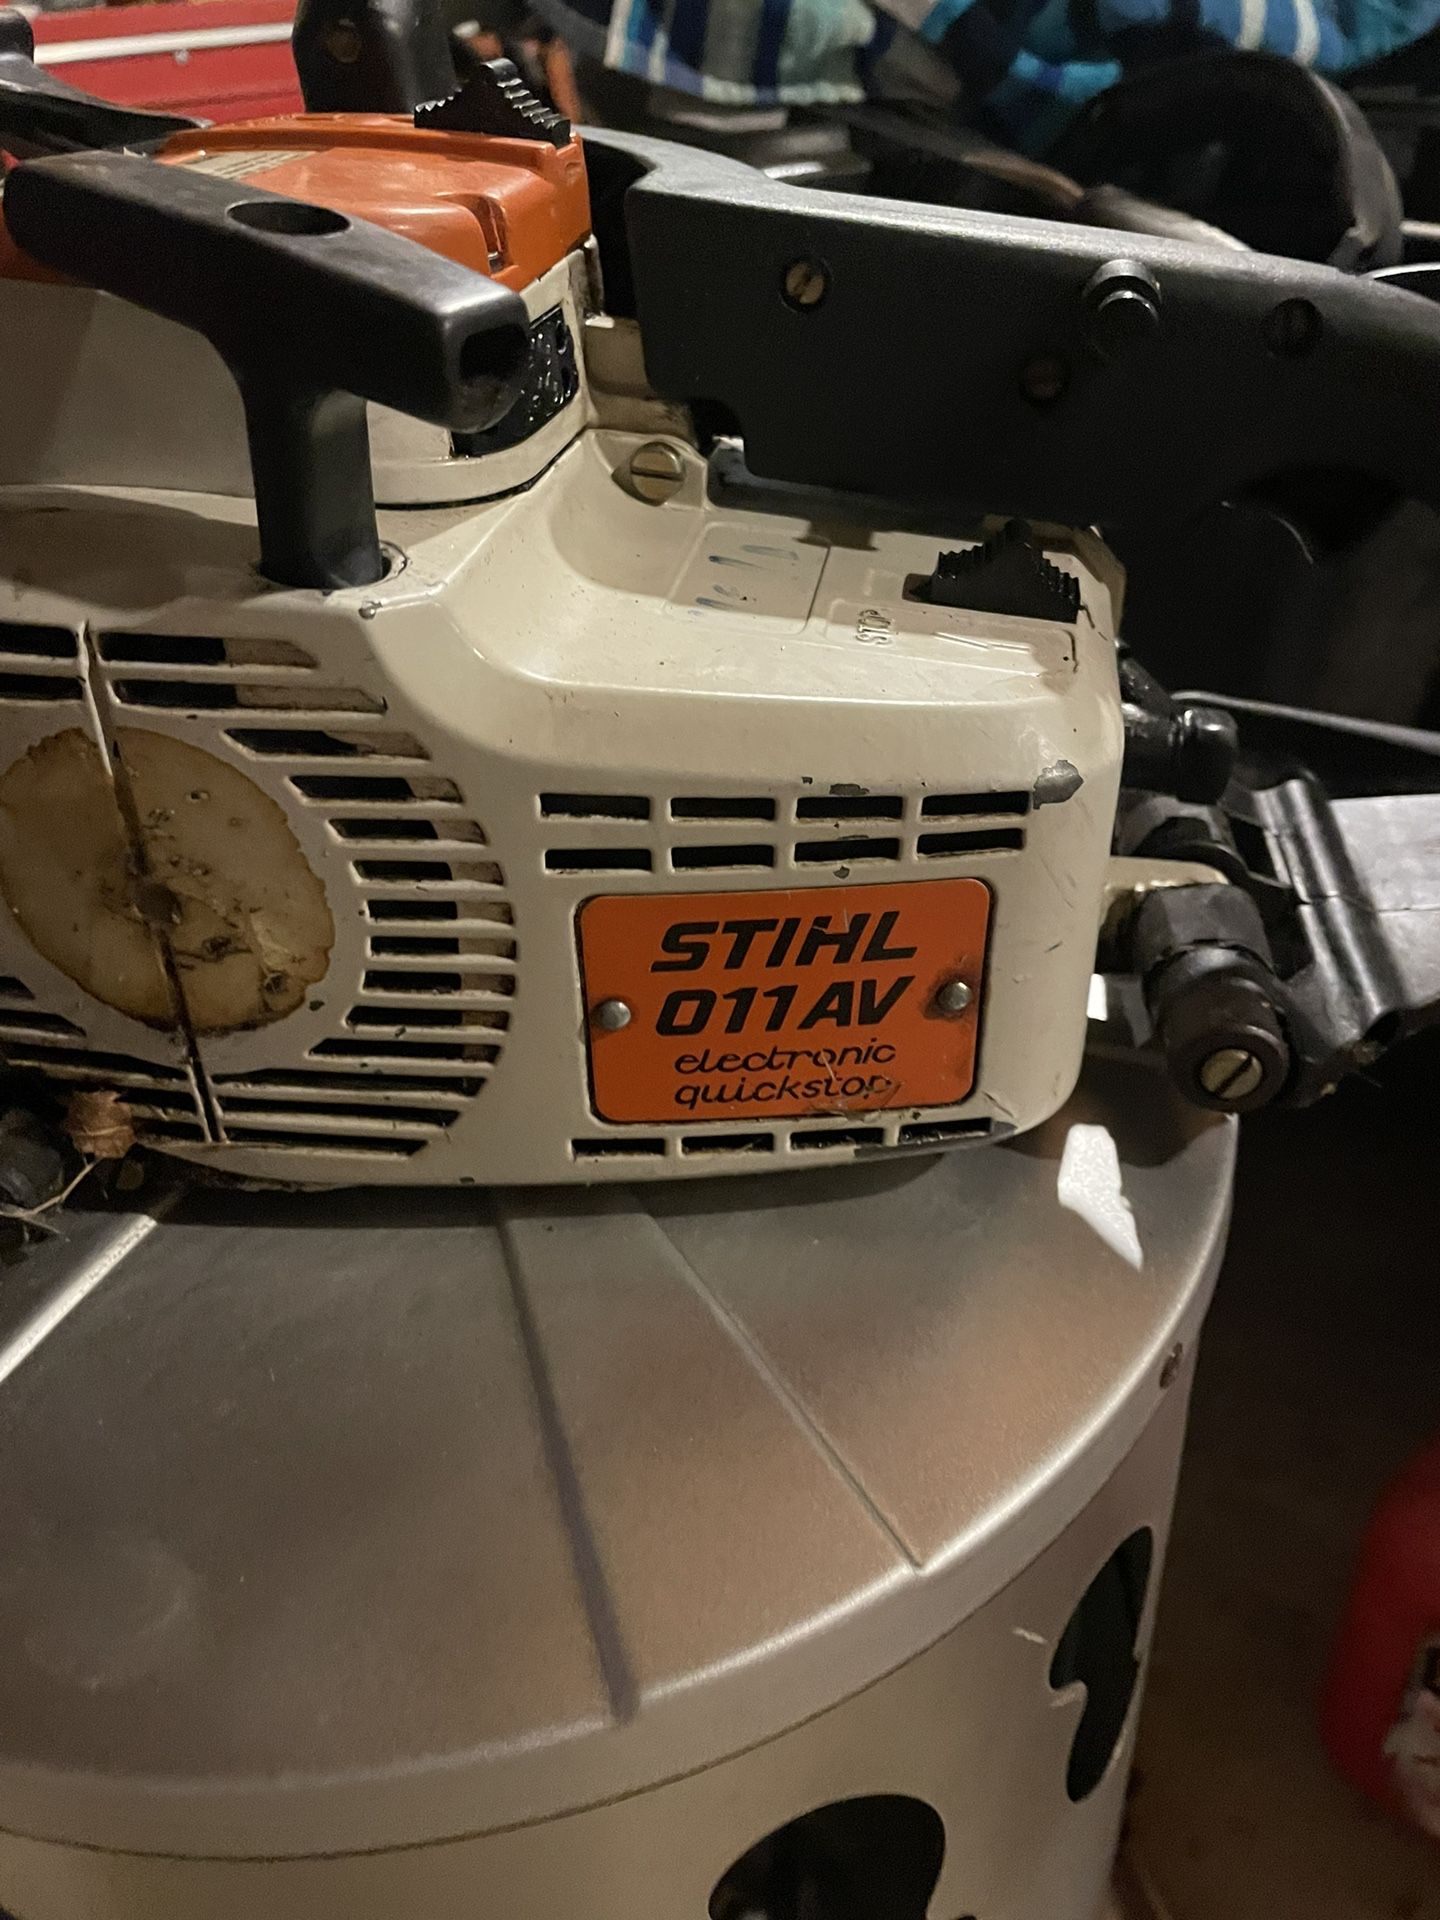 STOP
STIHL
011AV
electronic
quickstop